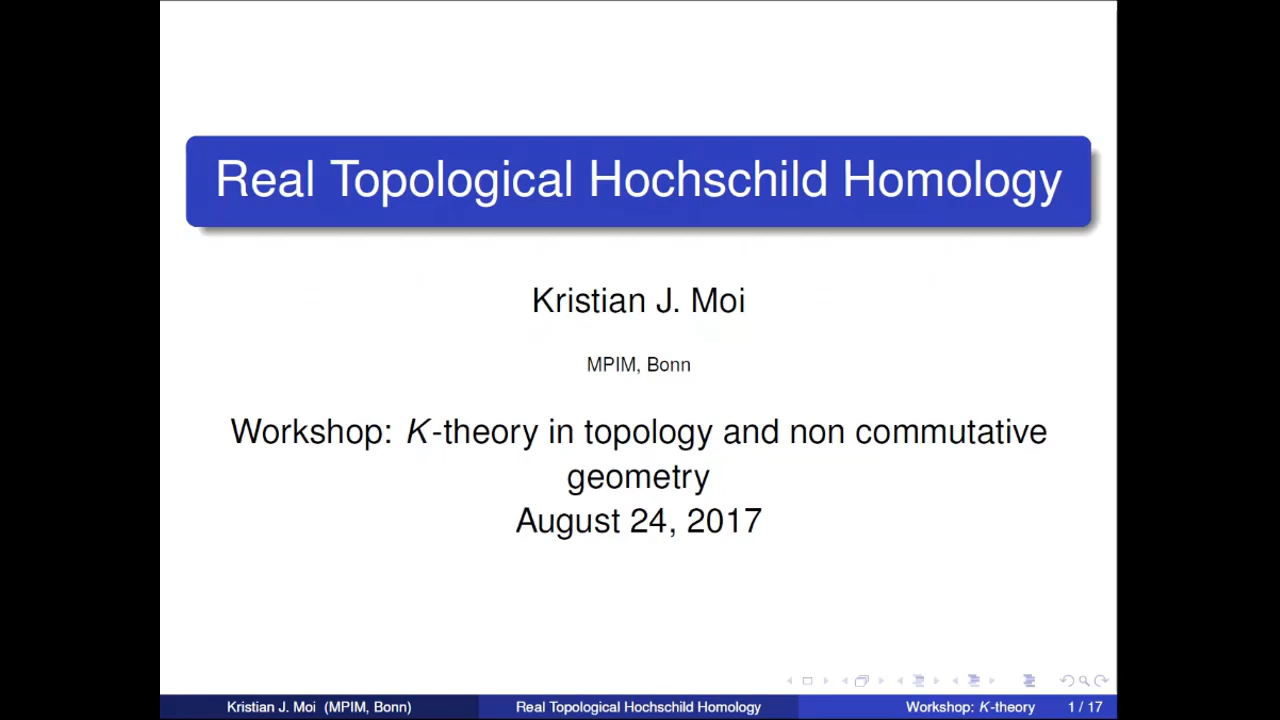 Real Topological Hochschild Homology
Kristian J. Moi
MPIM, Bonn
Workshop: K-theory in topology and non commutative
geometry
August 24, 2017
Kristian J. Moi (MPIM, Bonn) Real Topological Hochschild Homology Workshop: K-theory 1 / 17